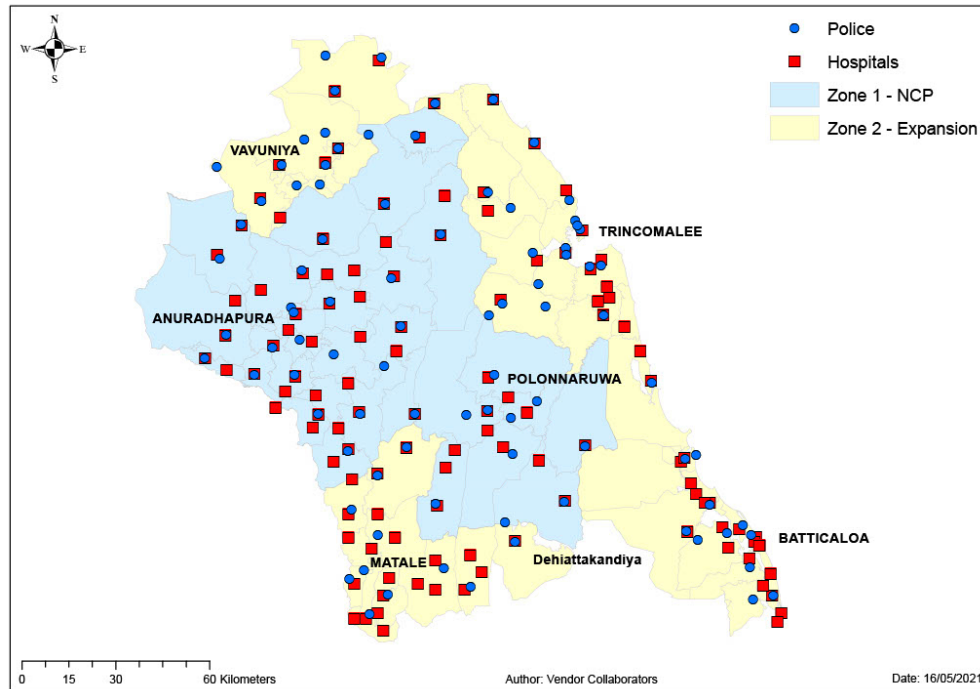 N
W E
S
Police
Hospitals
Zone 1 - NCP
Zone 2 - Expansion
VAVUNIYA
TRINCOMALEE
ANURADHAPURA
POLONNARUWA
BATTICALOA
MATALE
Dehiattakandiya
0 15 30 60 Kilometers
Author: Vendor Collaborators
Date: 16/05/2021